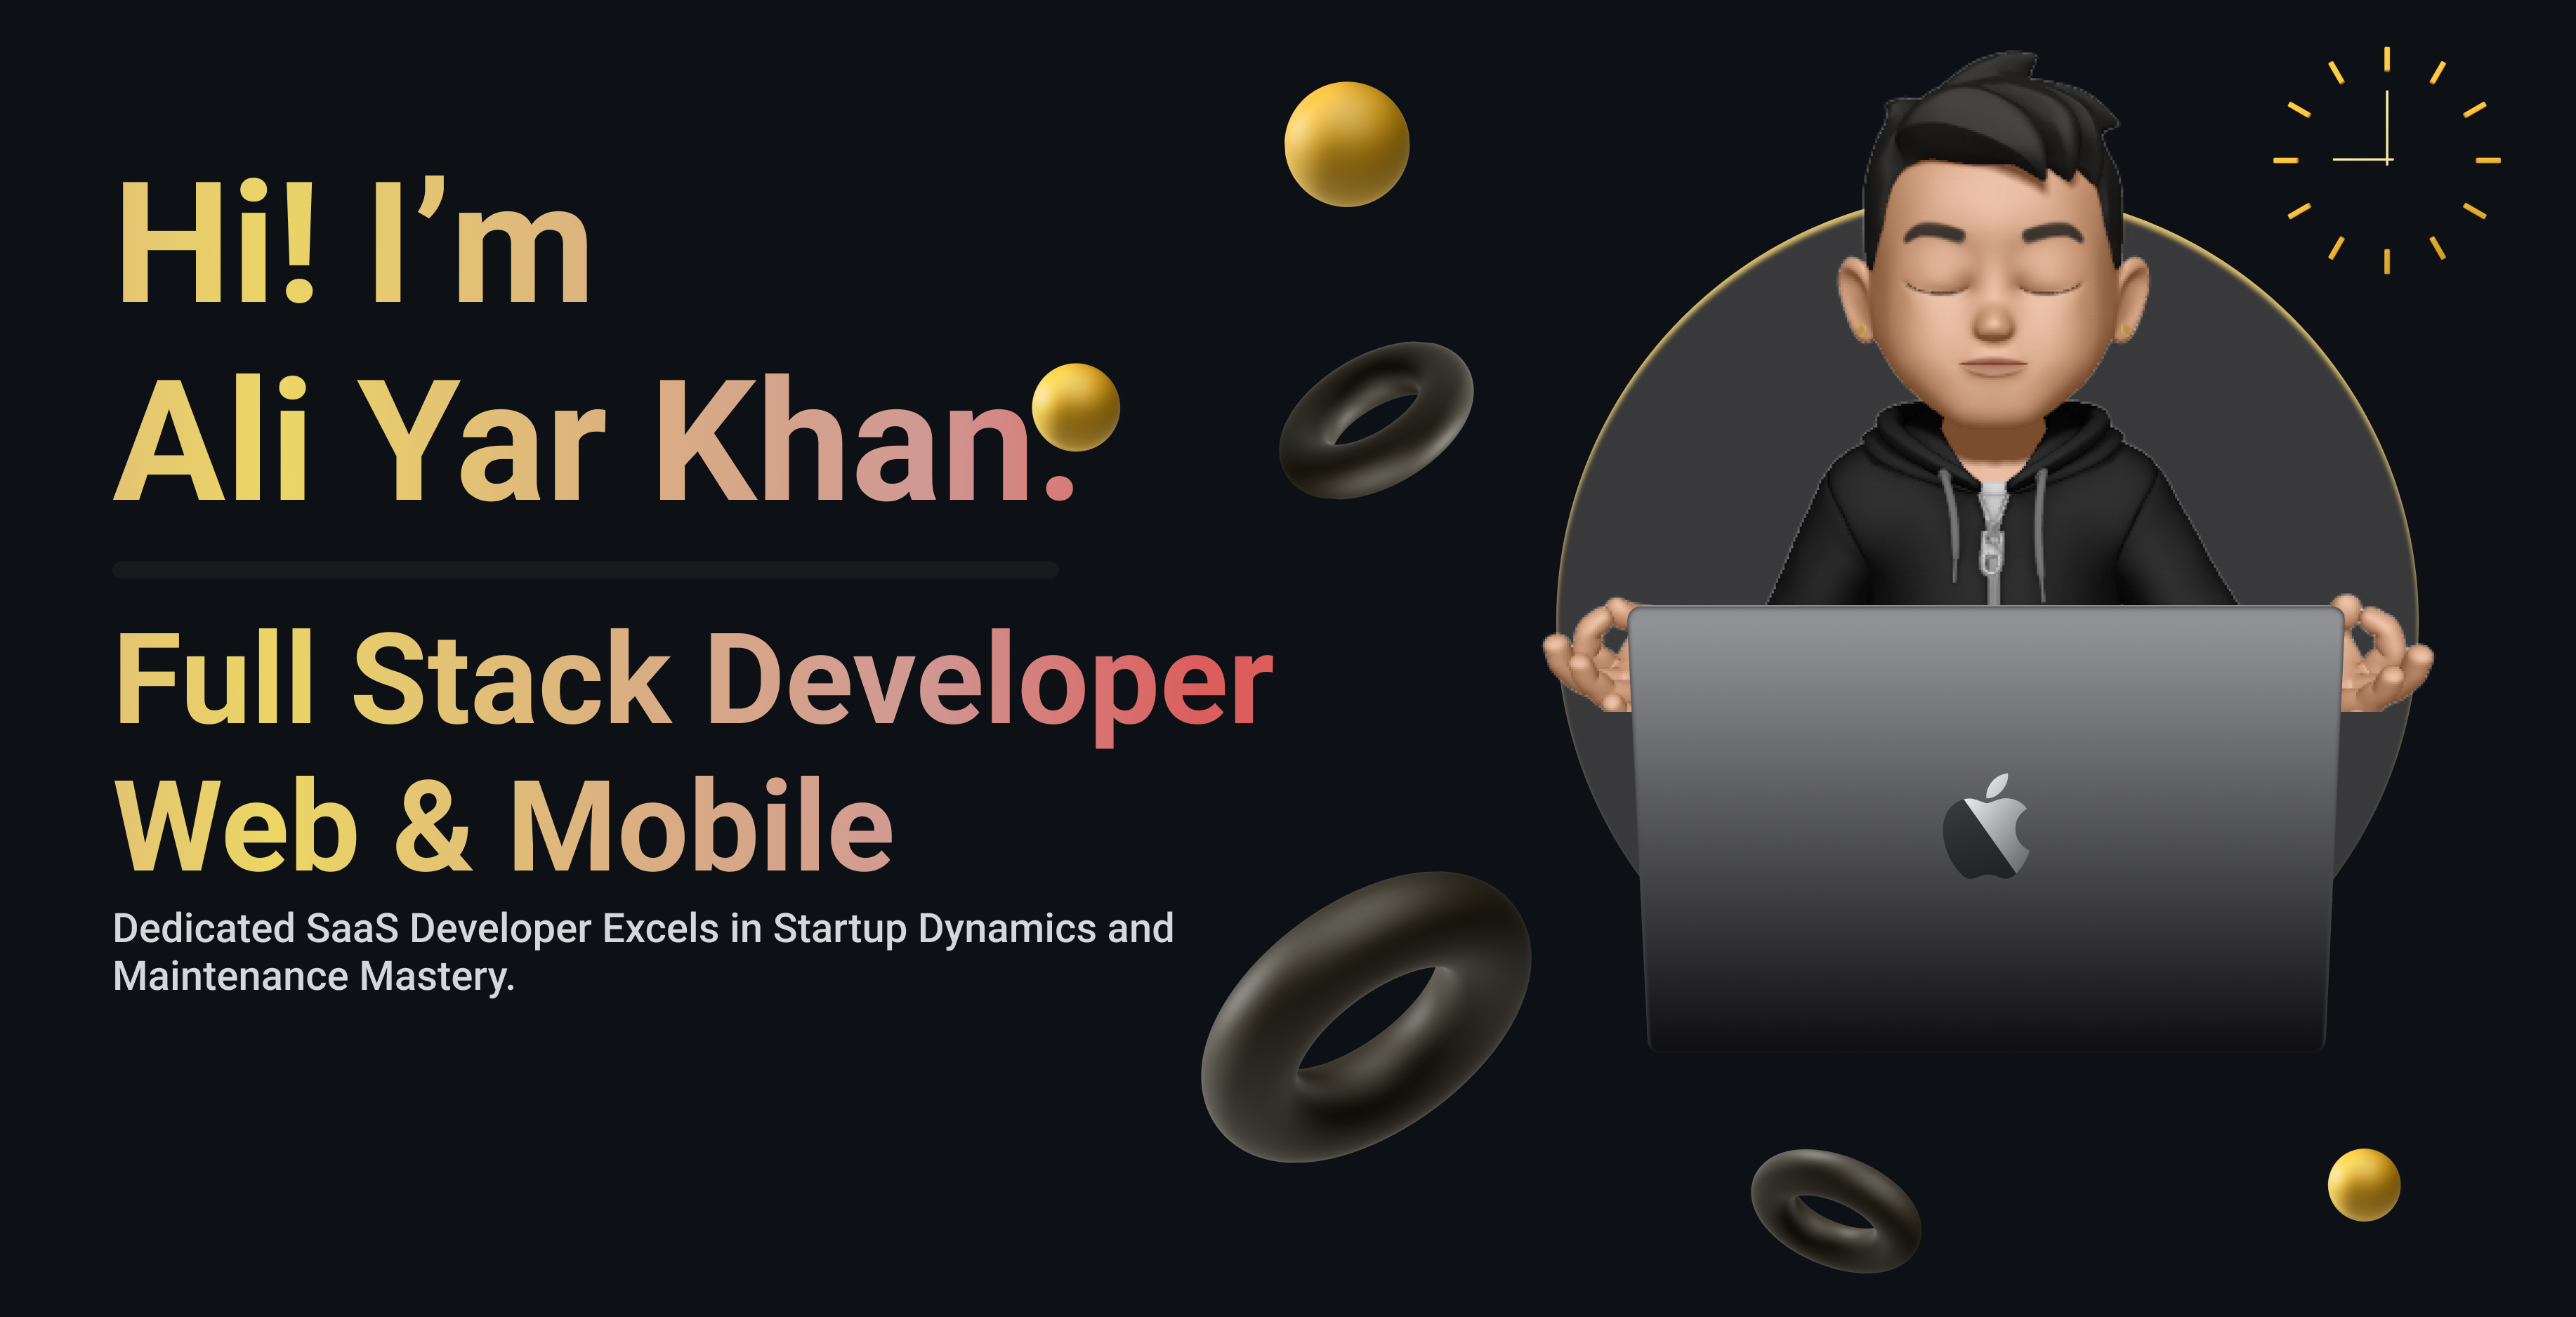 Hi! I’m
Ali Yar Khan.
Full Stack Developer
Web & Mobile
Dedicated SaaS Developer Excels in Startup Dynamics and
Maintenance Mastery.